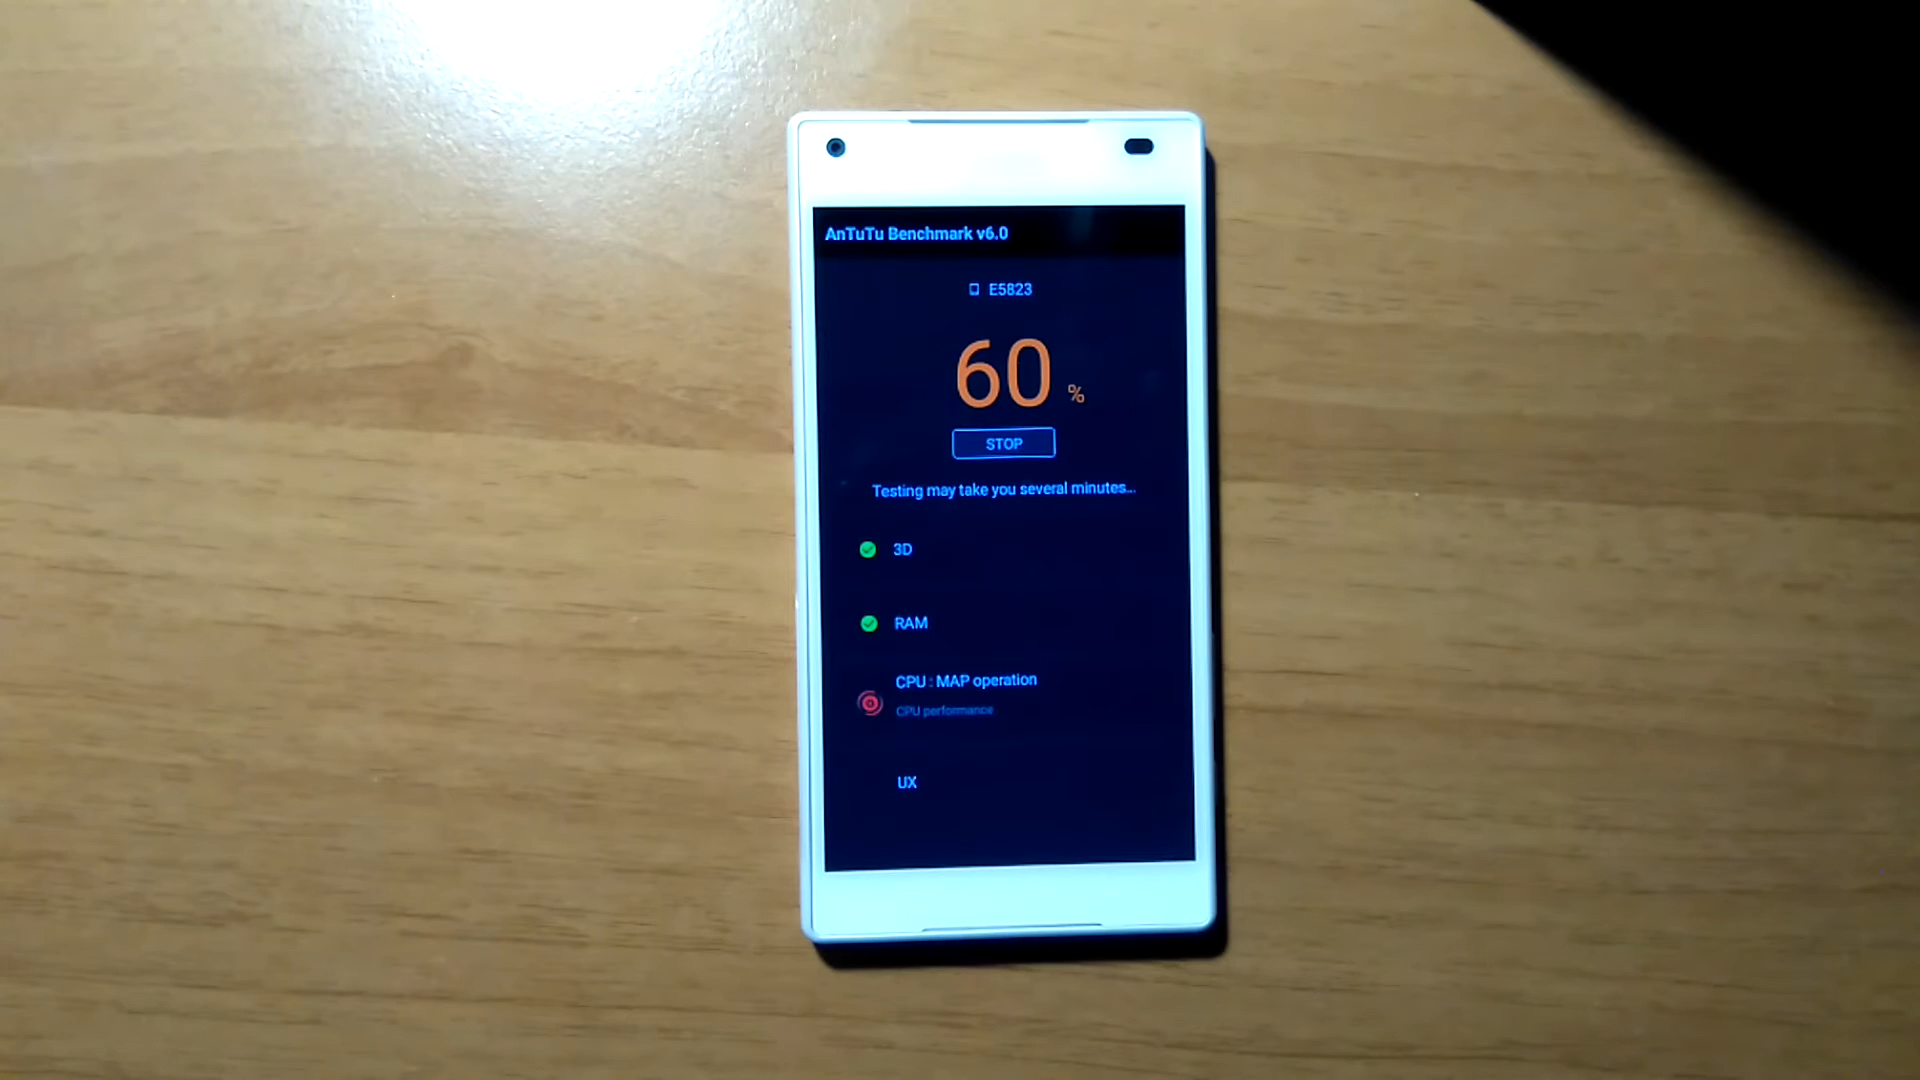 AnTuTu Benchmark v6.0
E5823
60 %
STOP
Testing may take you several minutes...
3D
RAM
CPU : MAP operation
CPU performance
UX